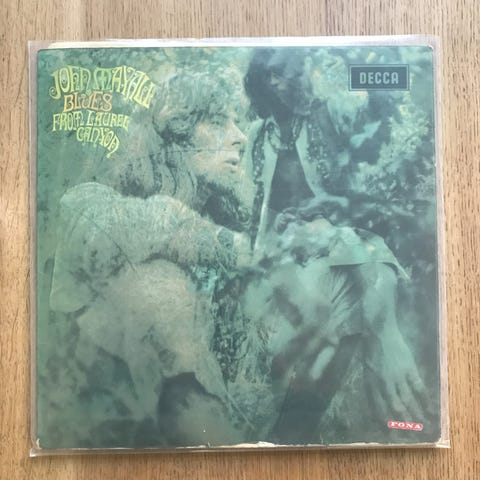 JOHN MAYALL
BLUES
FROM LAUREL
CANYON
DECCA
FONA